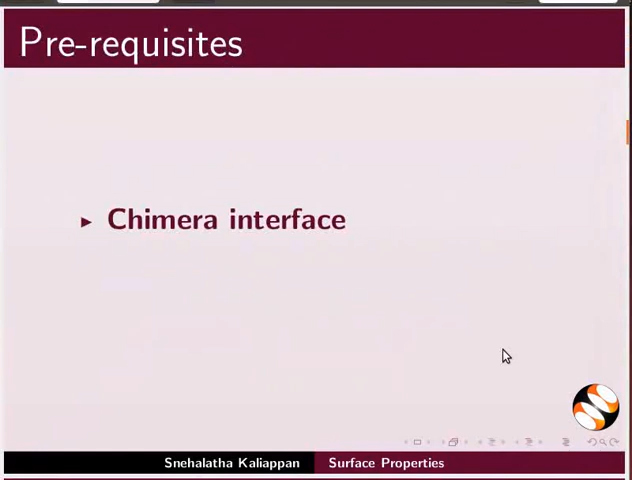 Pre-requisites
Chimera interface
Snehalatha Kaliappan Surface Properties